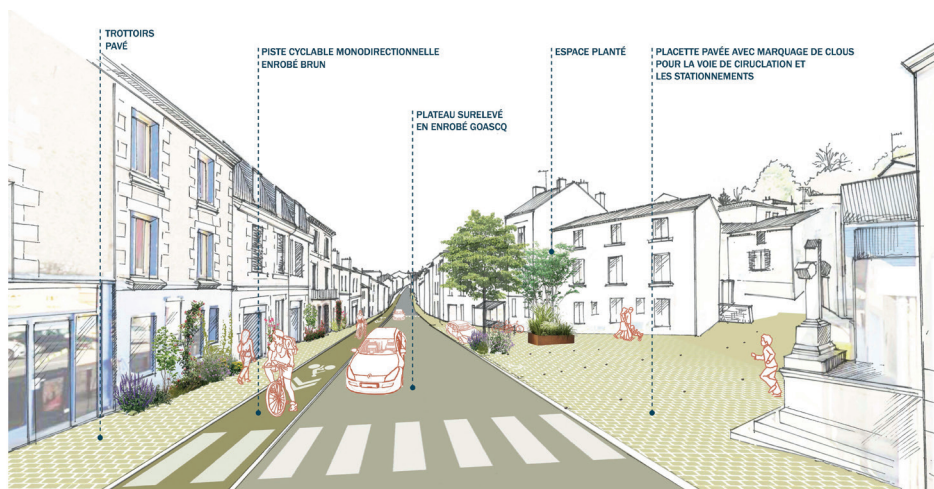 TROTTOIRS
PAVÉ
PISTE CYCLABLE MONODIRECTIONNELLE
ENROBÉ BRUN
PLATEAU SURELEVÉ
EN ENROBÉ GOASCQ
ESPACE PLANTÉ
PLACETTE PAVÉE AVEC MARQUAGE DE CLOUS
POUR LA VOIE DE CIRUCLATION ET
LES STATIONNEMENTS